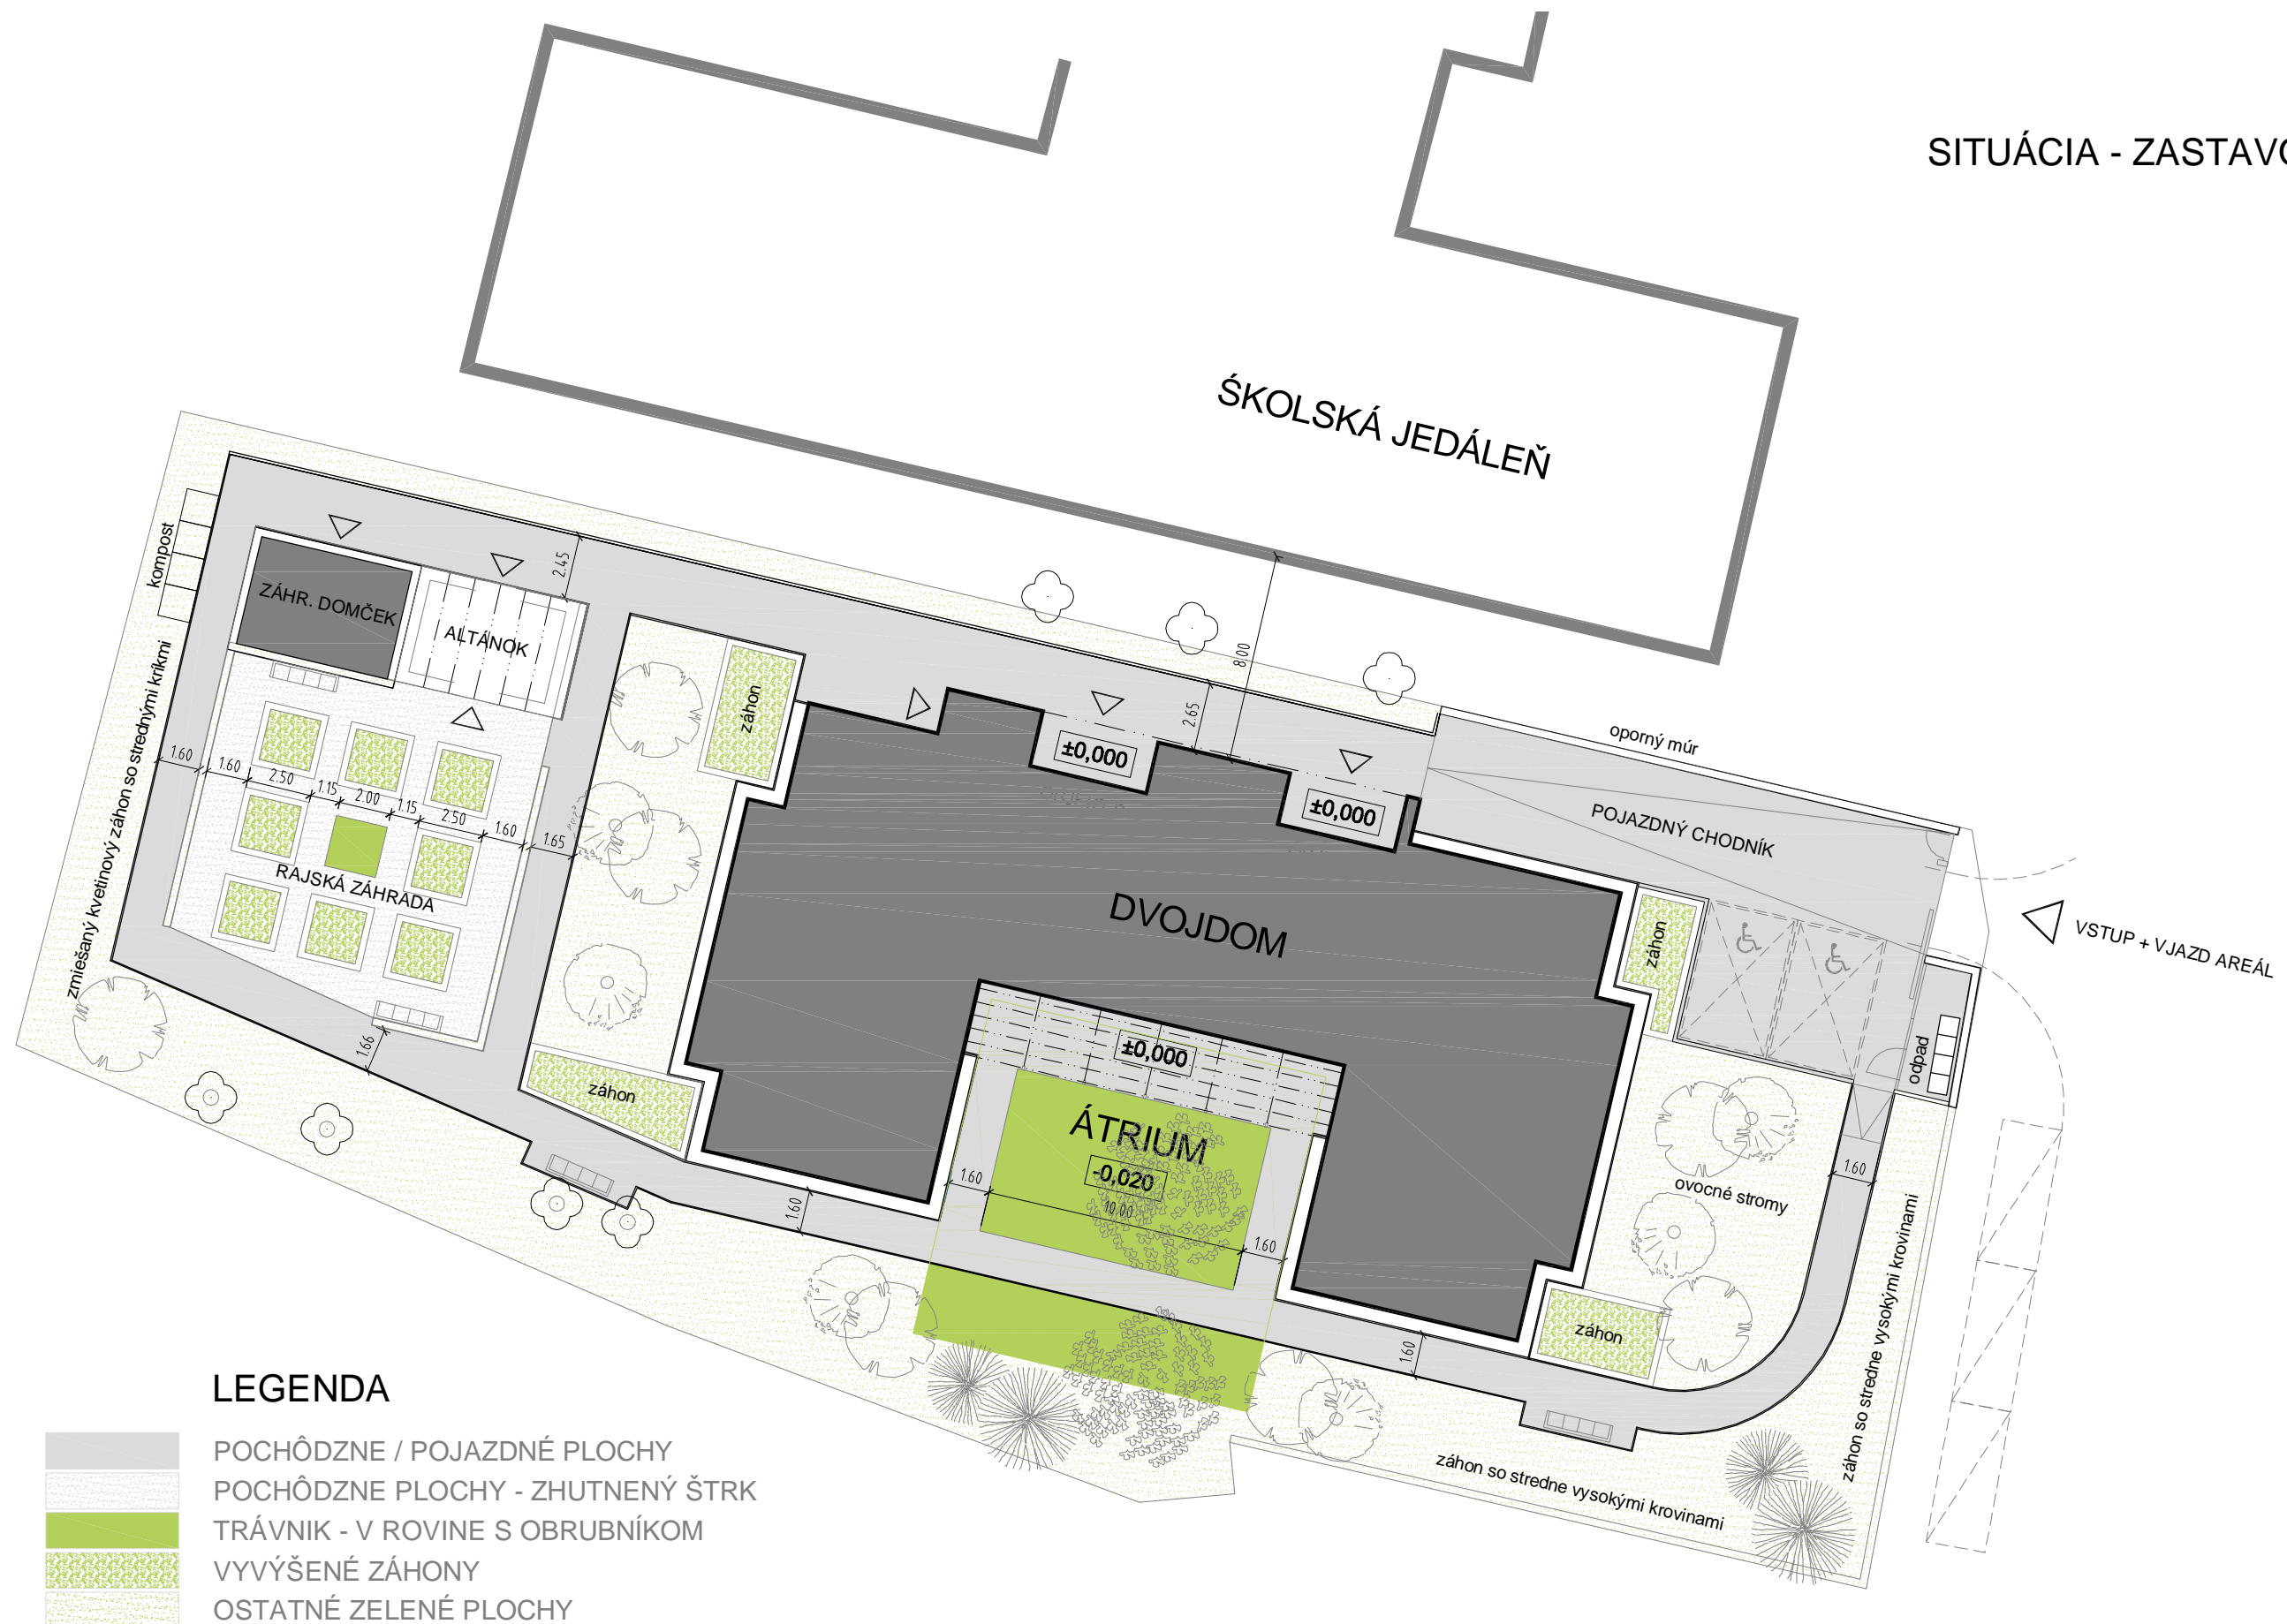 SITUÁCIA - ZASTAVO
ŠKOLSKÁ JEDÁLEŇ
kompost
ZÁHR. DOMČEK
ALTÁNOK
2.45
zmiešaný kvetinový záhon so strednými kríkmi
záhon
8.00
2.65
±0,000
±0,000
oporný múr
POJAZDNÝ CHODNÍK
VSTUP + VJAZD AREÁL
1.60
1.60
2.50
1.15
2.00
1.15
2.50
1.60
1.65
RAJSKÁ ZÁHRADA
DVOJDOM
záhon
odpad
1.66
záhon
±0,000
ÁTRIUM
-0,020
1.60
10.00
1.60
1.60
ovocné stromy
1.60
1.60
záhon
záhon so stredne vysokými krovinami
záhon so stredne vysokými krovinami
LEGENDA
POCHÔDZNE / POJAZDNÉ PLOCHY
POCHÔDZNE PLOCHY - ZHUTNENÝ ŠTRK
TRÁVNIK - V ROVINE S OBRUBNÍKOM
VYVÝŠENÉ ZÁHONY
OSTATNÉ ZELENÉ PLOCHY